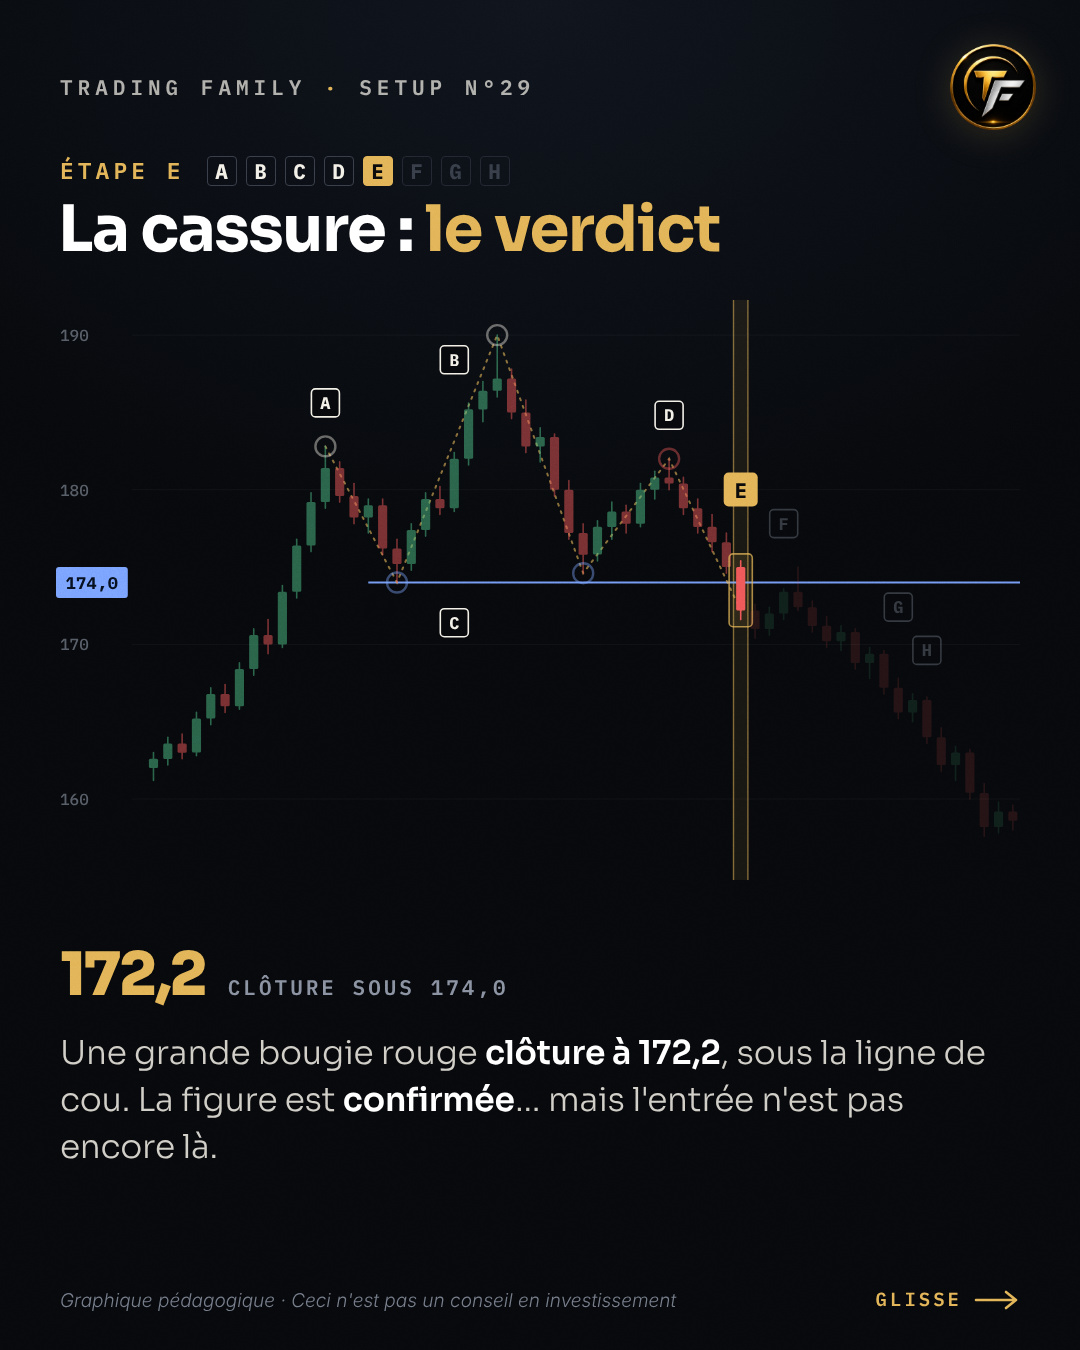 TRADING FAMILY · SETUP N°29
TF
ÉTAPE E A B C D E F G H
La cassure : le verdict
190
B
A
D
180
E
F
174,0
G
C
170
H
160
172,2 CLÔTURE SOUS 174,0
Une grande bougie rouge clôture à 172,2, sous la ligne de
cou. La figure est confirmée... mais l'entrée n'est pas
encore là.
Graphique pédagogique · Ceci n'est pas un conseil en investissement
GLISSE